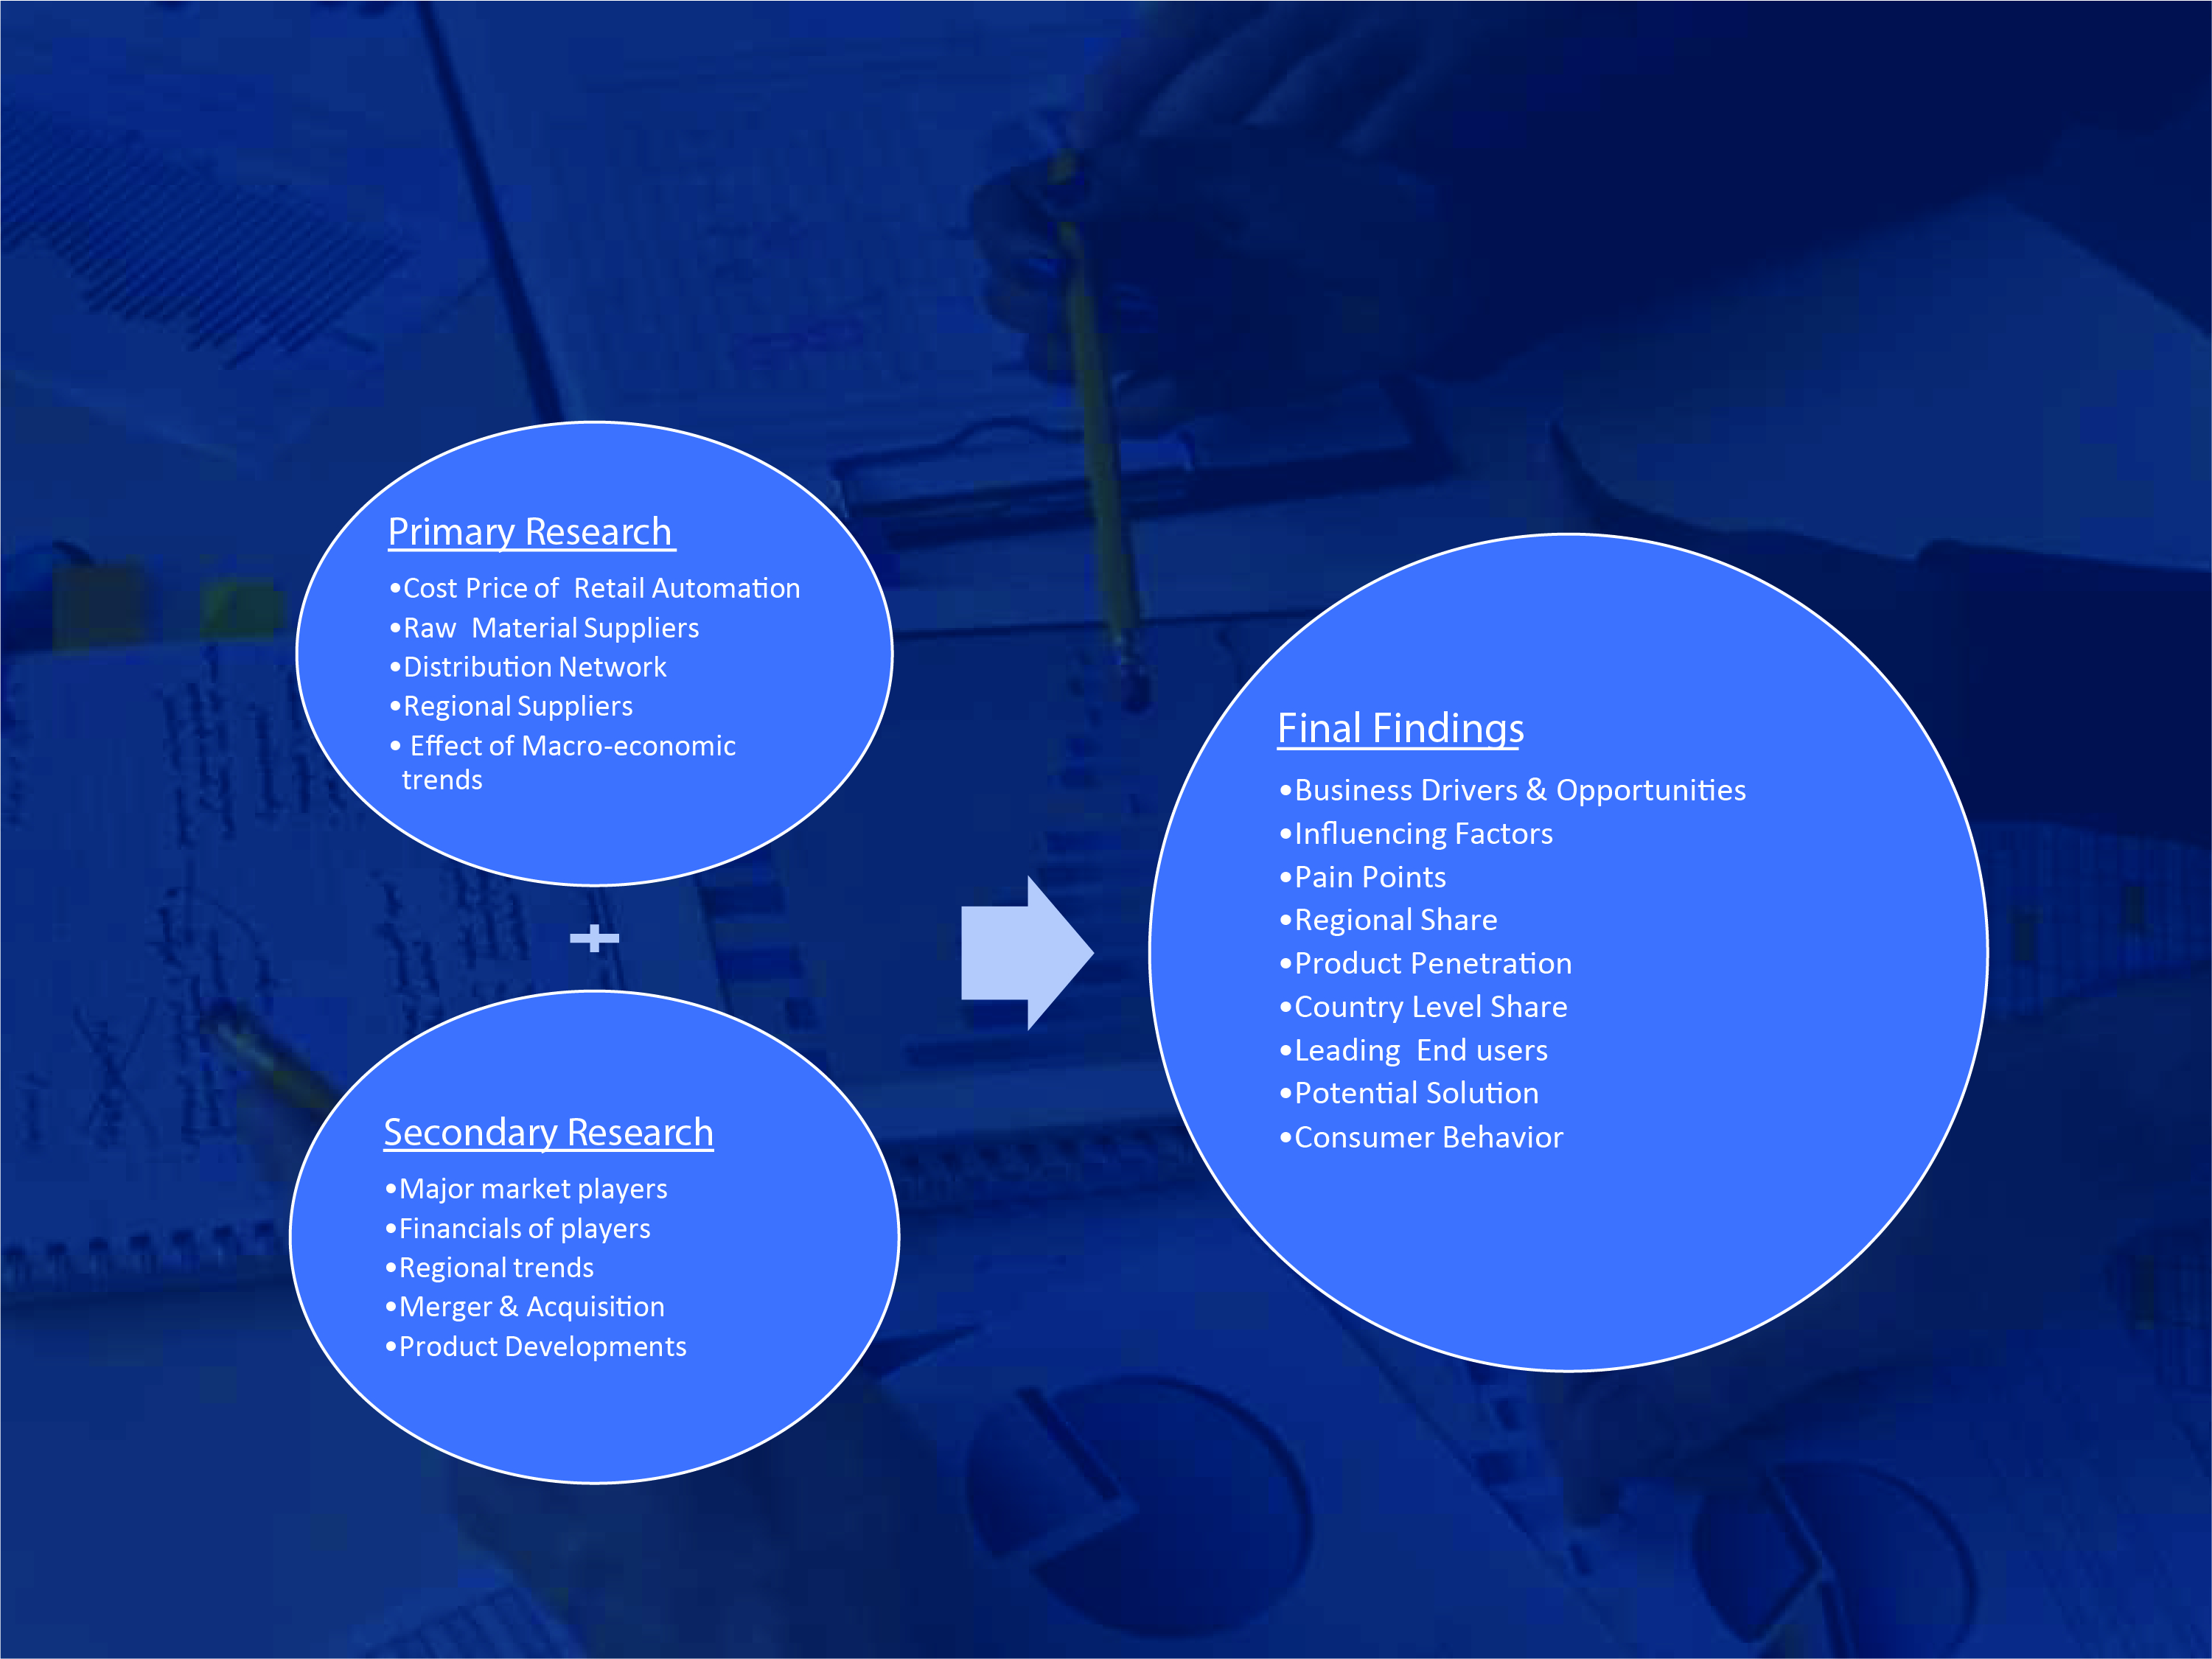 Primary Research
•Cost Price of  Retail Automation
•Raw  Material Suppliers
•Distribution Network
•Regional Suppliers
• Effect of Macro-economic
trends
+
Secondary Research
•Major market players
•Financials of players
•Regional trends
•Merger & Acquisition
•Product Developments
Final Findings
•Business Drivers & Opportunities
•Influencing Factors
•Pain Points
•Regional Share
•Product Penetration
•Country Level Share
•Leading  End users
•Potential Solution
•Consumer Behavior